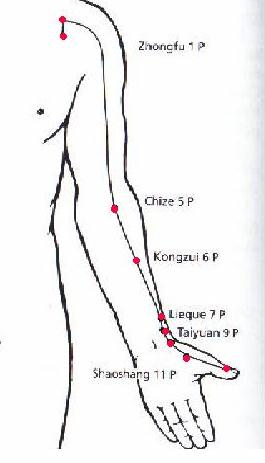 Zhongfu 1 P
Chize 5 P
Kongzui 6 P
Lieque 7 P
Taiyuan 9 P
Shaoshang 11 P